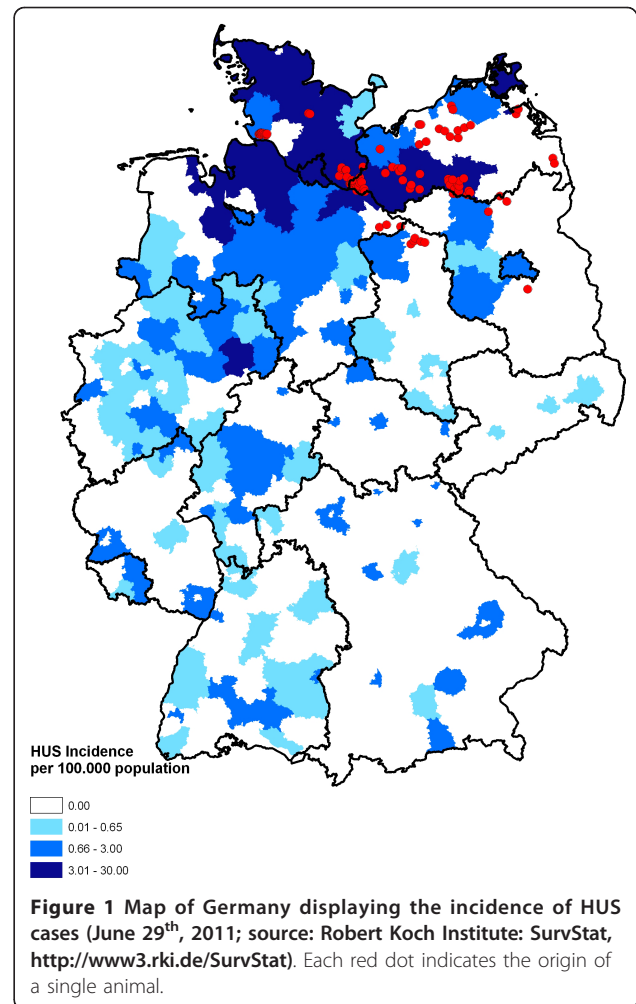 HUS Incidence
per 100.000 population
0.00
0.01 - 0.65
0.66 - 3.00
3.01 - 30.00
Figure 1 Map of Germany displaying the incidence of HUS
cases (June 29th, 2011; source: Robert Koch Institute: SurvStat,
http://www3.rki.de/SurvStat). Each red dot indicates the origin of
a single animal.